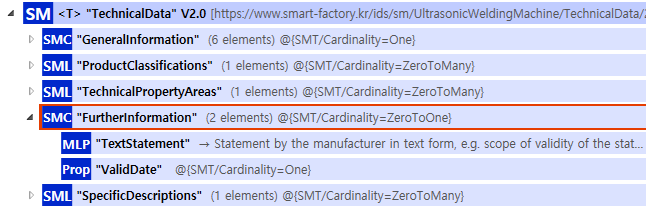 SM <T> "TechnicalData" V2.0 [https://www.smart-factory.kr/ids/sm/UltrasonicWeldingMachine/TechnicalData/
SMC "GeneralInformation" (6 elements) @{SMT/Cardinality=One}
SML "ProductClassifications" (1 elements) @{SMT/Cardinality=ZeroToMany}
SML "TechnicalPropertyAreas" (1 elements) @{SMT/Cardinality=ZeroToMany}
SMC "FurtherInformation" (2 elements) @{SMT/Cardinality=ZeroToOne}
MLP "TextStatement" → Statement by the manufacturer in text form, e.g. scope of validity of the stat...
Prop "ValidDate" @{SMT/Cardinality=One}
SML "SpecificDescriptions" (1 elements) @{SMT/Cardinality=ZeroToMany}